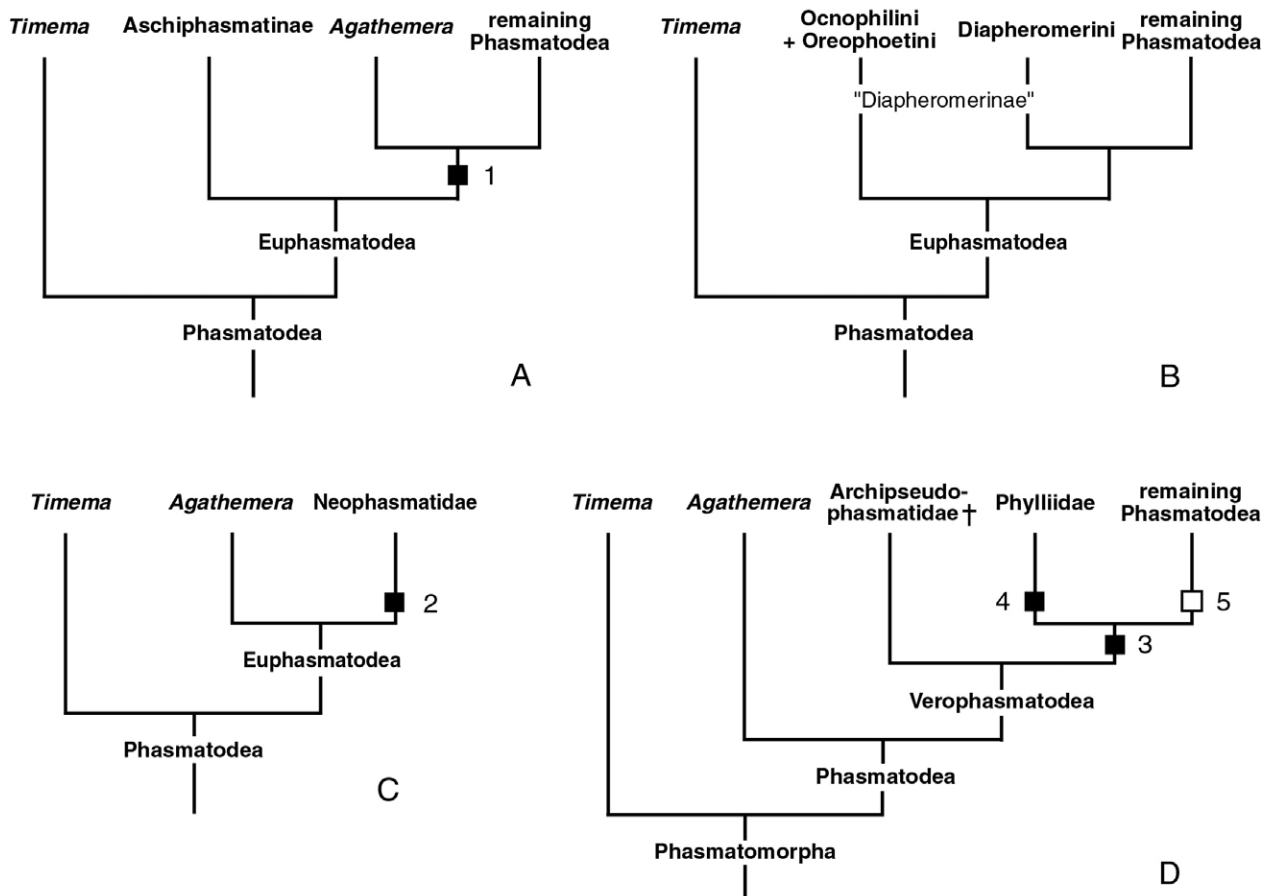 Timema Aschiphasmatinae Agathemera remaining
Phasmatodea
1
Euphasmatodea
Phasmatodea
A
Timema Ocnophilini Diapheromerini remaining
+ Oreophoetini Phasmatodea
"Diapheromerinae"
Euphasmatodea
Phasmatodea
B
Timema Agathemera Neophasmatidae
2
Euphasmatodea
Phasmatodea
C
Timema Agathemera Archipseudo- Phylliidae remaining
phasmatidae† Phasmatodea
4 5
3
Verophasmatodea
Phasmatodea
Phasmatomorpha
D